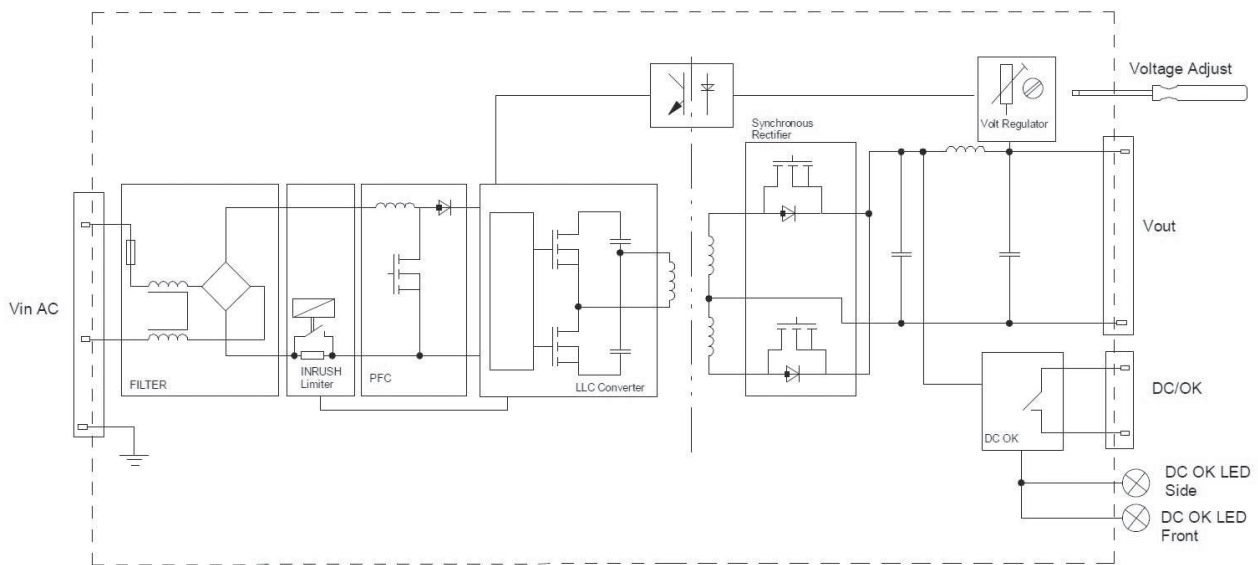 Voltage Adjust
Volt Regulator
Synchronous
Rectifier
Vout
Vin AC
FILTER
INRUSH
Limiter
PFC
LLC Converter
DC/OK
DC OK
DC OK LED
Side
DC OK LED
Front